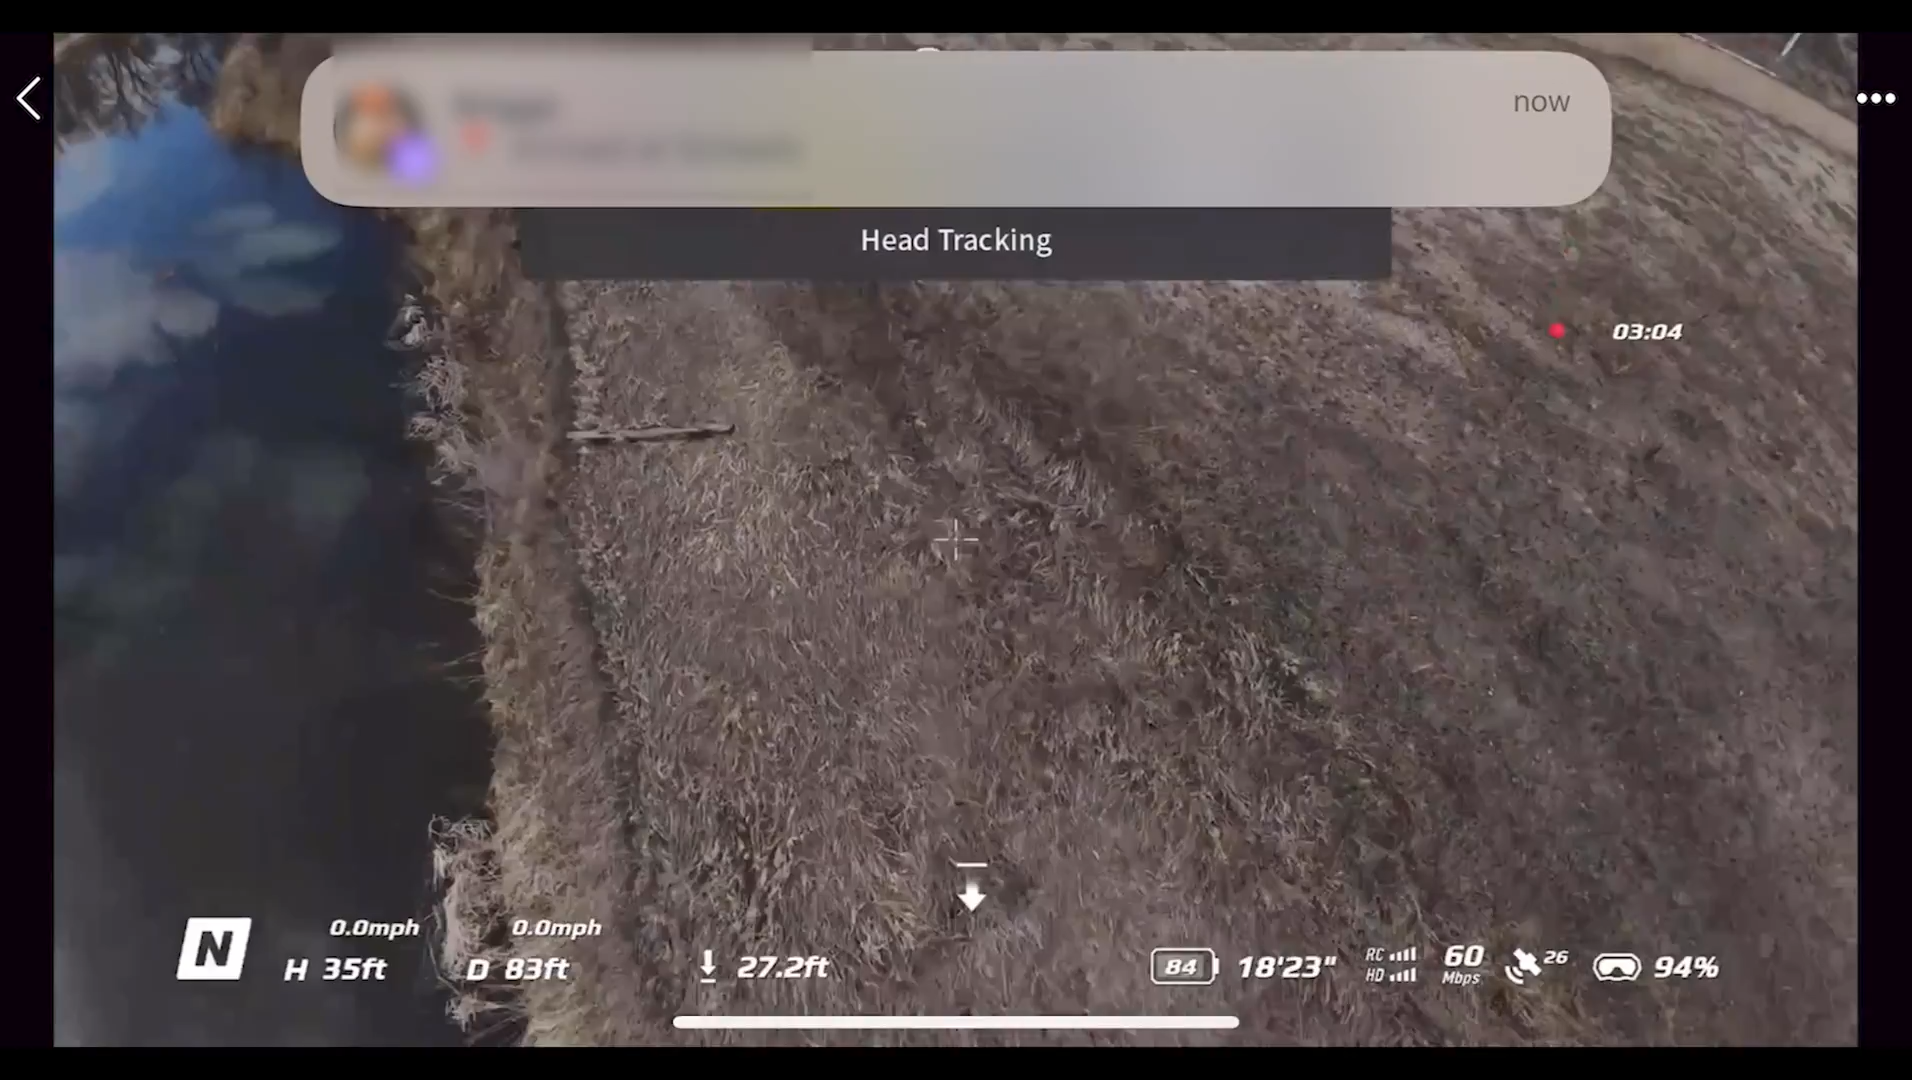 now
Head Tracking
03:04
N
0.0mph
0.0mph
H 35ft
D 83ft
27.2ft
84
18'23"
RC
HD
60
Mbps
26
94%